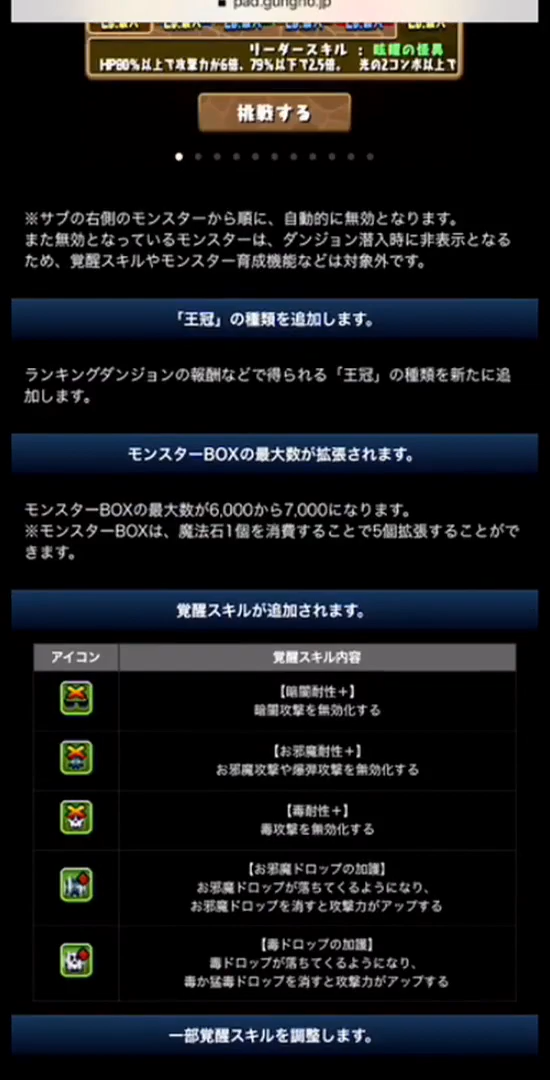 pad.gungho.jp
リーダースキル : 眩曜の怪異
HP80%以上で攻撃力が6倍、79%以下で2.5倍。 光の2コンボ以上で
挑戦する
※サブの右側のモンスターから順に、自動的に無効となります。
また無効となっているモンスターは、ダンジョン潜入時に非表示となる
ため、覚醒スキルやモンスター育成機能などは対象外です。
「王冠」の種類を追加します。
ランキングダンジョンの報酬などで得られる「王冠」の種類を新たに追
加します。
モンスターBOXの最大数が拡張されます。
モンスターBOXの最大数が6,000から7,000になります。
※モンスターBOXは、魔法石1個を消費することで5個拡張することがで
きます。
覚醒スキルが追加されます。
アイコン 覚醒スキル内容
【暗闇耐性＋】
暗闇攻撃を無効化する
【お邪魔耐性＋】
お邪魔攻撃や爆弾攻撃を無効化する
【毒耐性＋】
毒攻撃を無効化する
【お邪魔ドロップの加護】
お邪魔ドロップが落ちてくるようになり、
お邪魔ドロップを消すと攻撃力がアップする
【毒ドロップの加護】
毒ドロップが落ちてくるようになり、
毒か猛毒ドロップを消すと攻撃力がアップする
一部覚醒スキルを調整します。